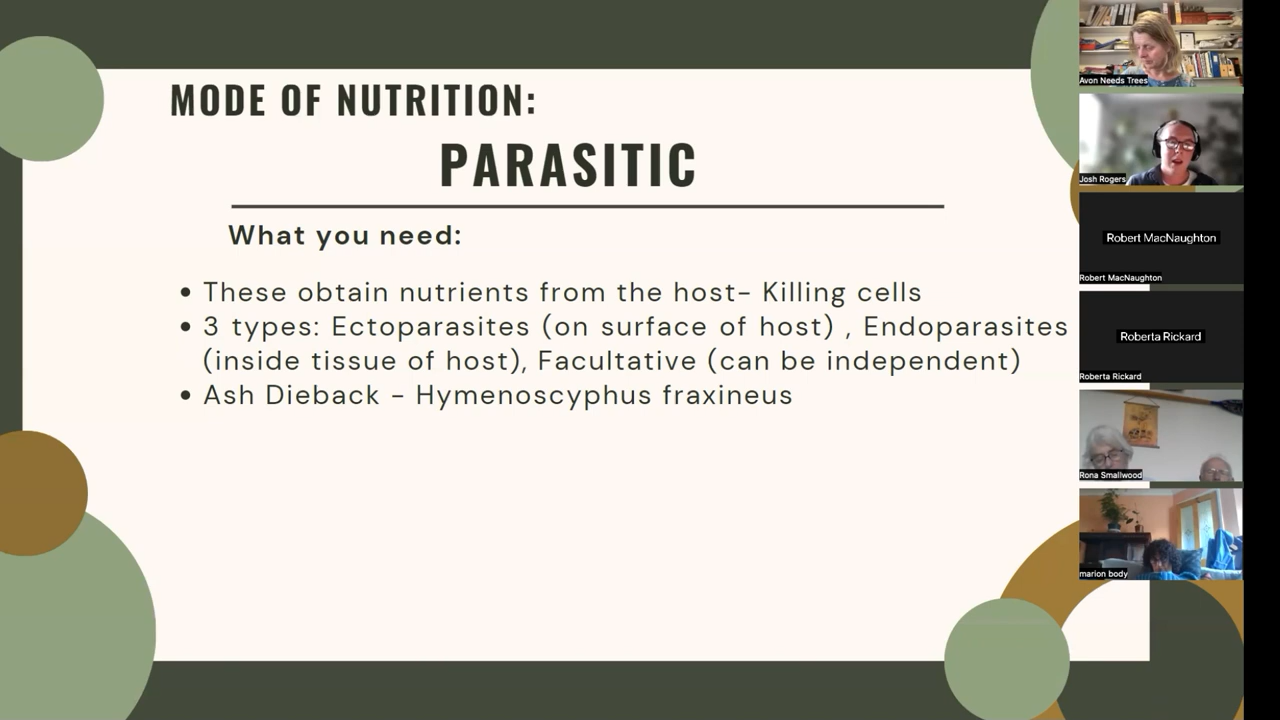 MODE OF NUTRITION:
PARASITIC
What you need:
• These obtain nutrients from the host- Killing cells
• 3 types: Ectoparasites (on surface of host) , Endoparasites
(inside tissue of host), Facultative (can be independent)
• Ash Dieback - Hymenoscyphus fraxineus
Avon Needs Trees
Josh Rogers
Robert MacNaughton
Robert MacNaughton
Roberta Rickard
Roberta Rickard
Rona Smallwood
marion body